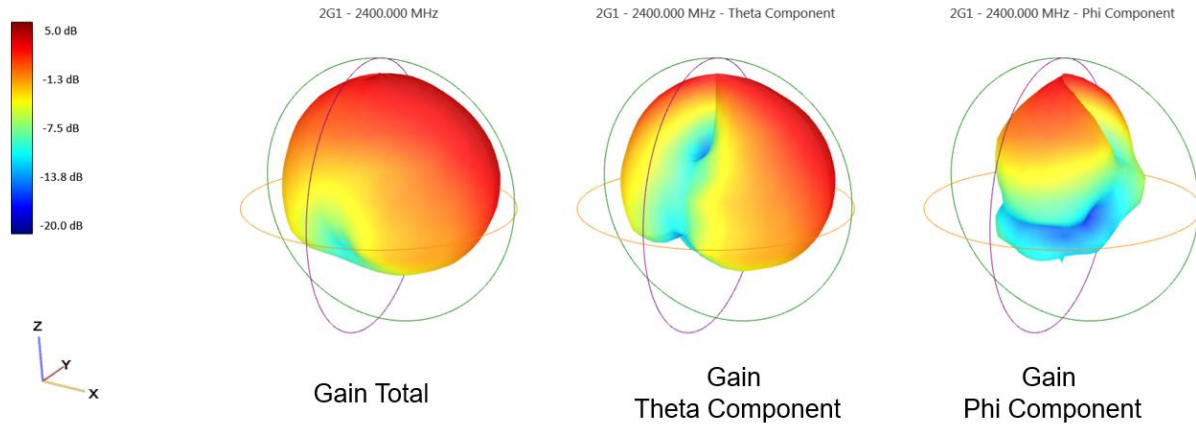 2G1 - 2400.000 MHz
2G1 - 2400.000 MHz - Theta Component
2G1 - 2400.000 MHz - Phi Component
5.0 dB
-1.3 dB
-7.5 dB
-13.8 dB
-20.0 dB
Z
Y
X
Gain Total
Gain
Theta Component
Gain
Phi Component